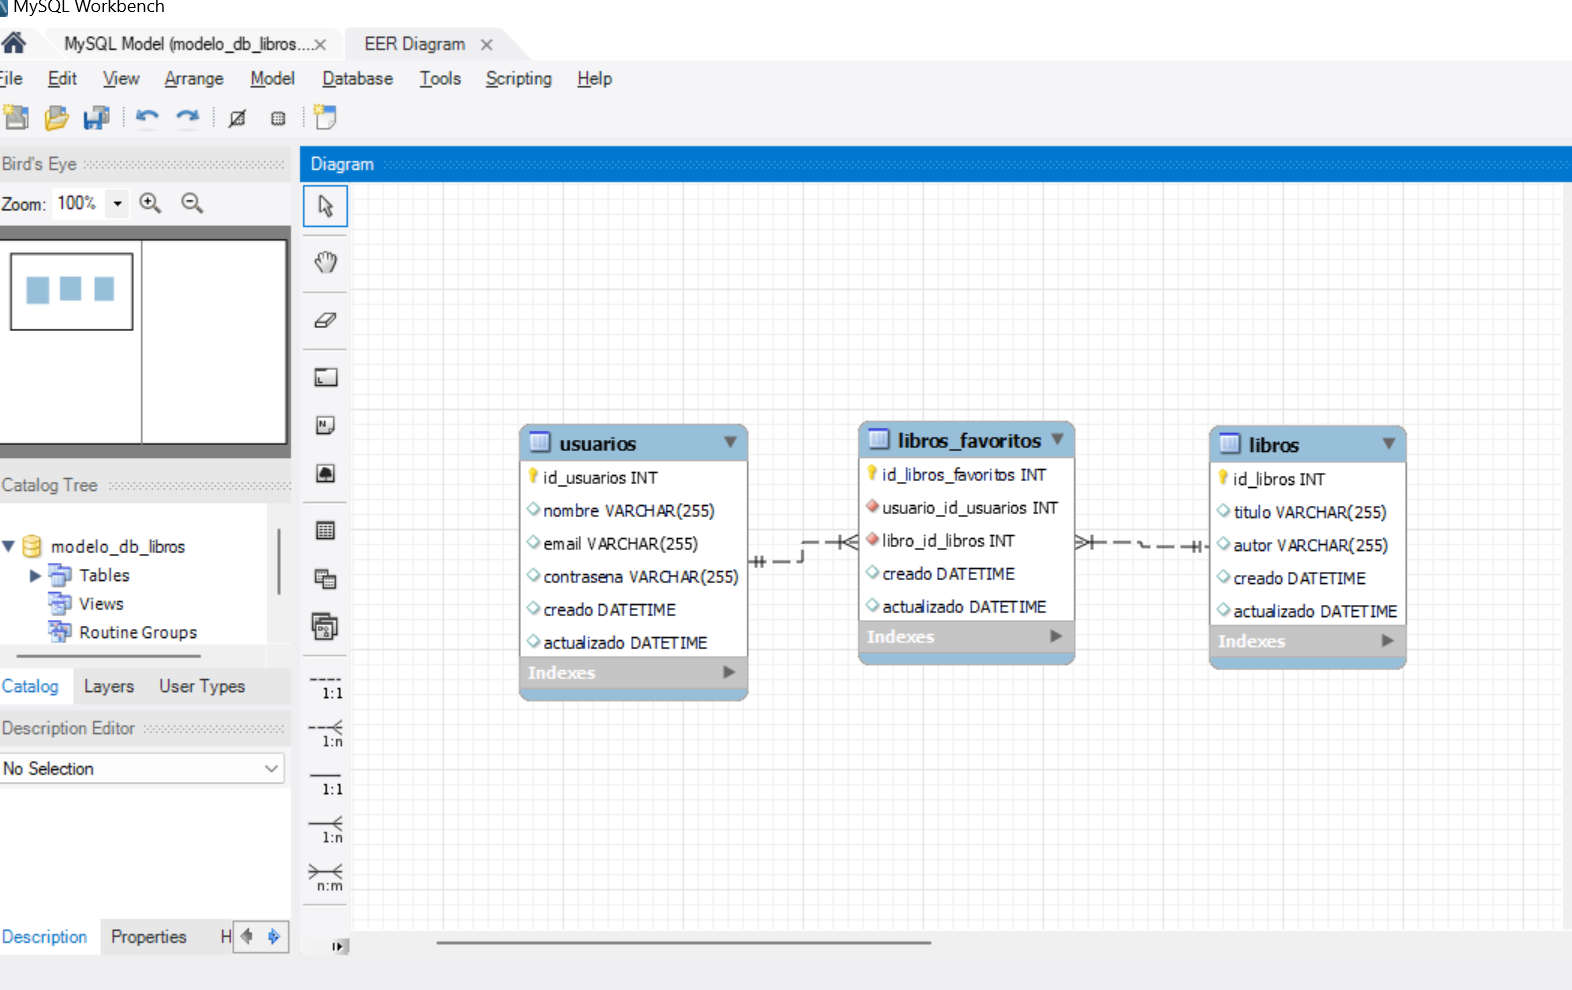 MySQL Workbench
MySQL Model (modelo_db_libros....
EER Diagram
File Edit View Arrange Model Database Tools Scripting Help
Bird's Eye
Zoom: 100%
Catalog Tree
modelo_db_libros
Tables
Views
Routine Groups
Catalog Layers User Types
Description Editor
No Selection
Description Properties H
Diagram
1:1
1:n
1:1
1:n
n:m
usuarios
id_usuarios INT
nombre VARCHAR(255)
email VARCHAR(255)
contrasena VARCHAR(255)
creado DATETIME
actualizado DATETIME
Indexes
libros_favoritos
id_libros_favoritos INT
usuario_id_usuarios INT
libro_id_libros INT
creado DATETIME
actualizado DATETIME
Indexes
libros
id_libros INT
titulo VARCHAR(255)
autor VARCHAR(255)
creado DATETIME
actualizado DATETIME
Indexes